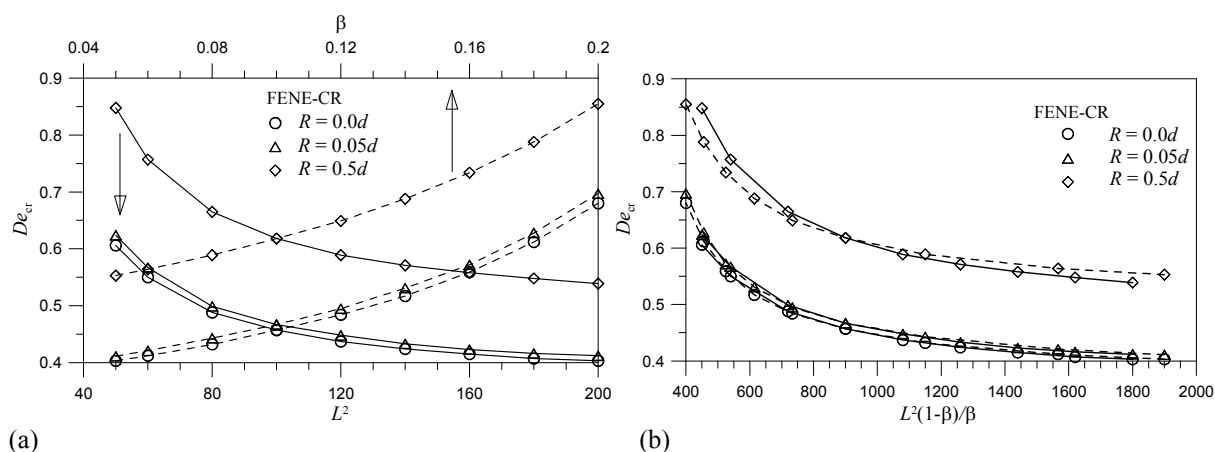 β
0.04 0.08 0.12 0.16 0.2
0.9
0.8
0.7
0.6
0.5
0.4
De_cr
FENE-CR
R = 0.0d
R = 0.05d
R = 0.5d
40 80 120 160 200
L²
(a)
0.9
0.8
0.7
0.6
0.5
0.4
De_cr
FENE-CR
R = 0.0d
R = 0.05d
R = 0.5d
400 600 800 1000 1200 1400 1600 1800 2000
L²(1-β)/β
(b)